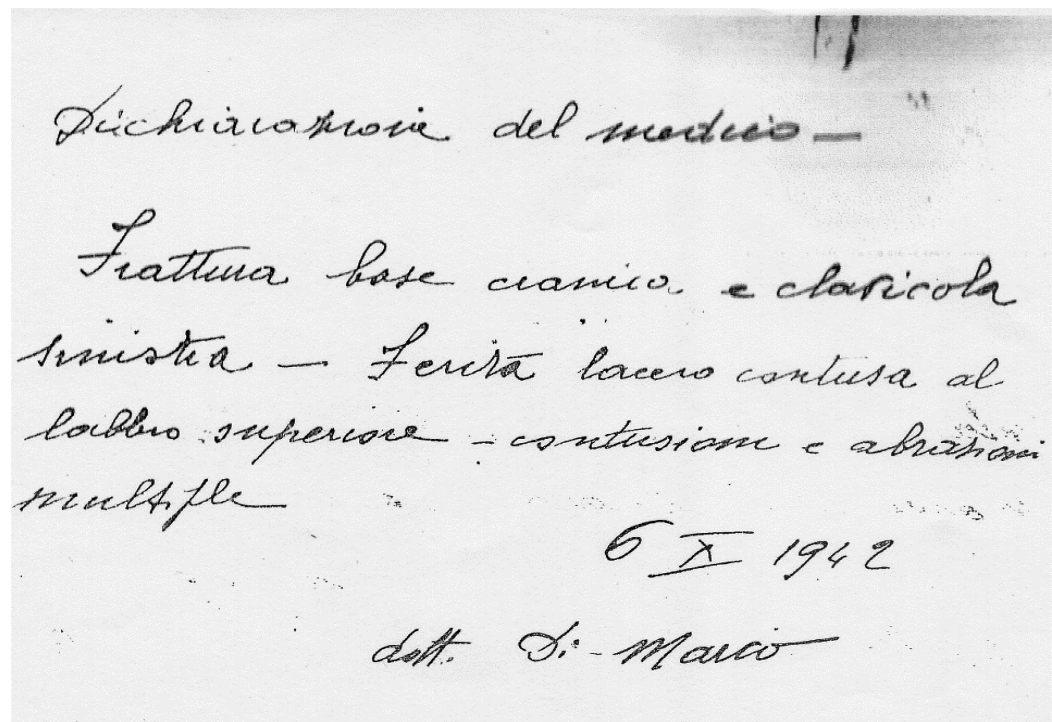 Dichiarazione del medico —
Frattura base cranica e clavicola
sinistra — Ferita lacero contusa al
labbro superiore - contusioni e abrasioni
multiple
6 X 1942
dott. Di Marco